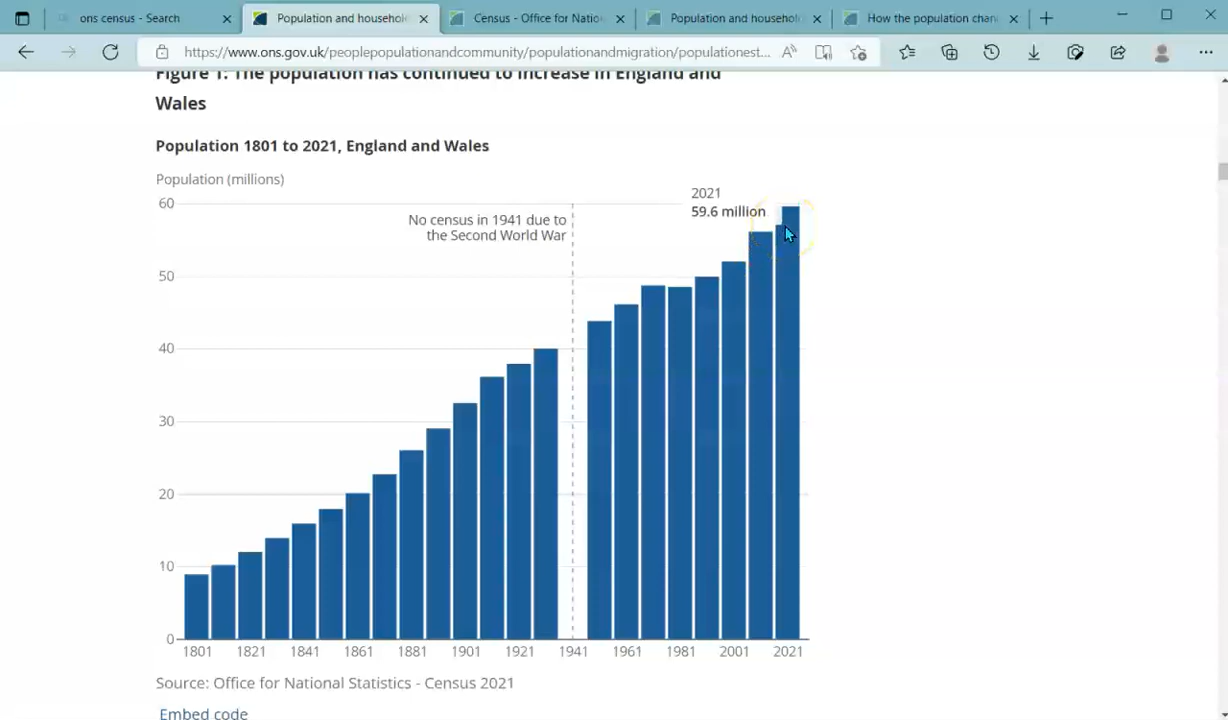 ons census - Search
Population and househol
Census - Office for Natio
Population and househol
How the population chan
https://www.ons.gov.uk/peoplepopulationandcommunity/populationandmigration/populationest...
Figure 1: The population has continued to increase in England and
Wales
Population 1801 to 2021, England and Wales
Population (millions)
2021
59.6 million
No census in 1941 due to
the Second World War
60
50
40
30
20
10
0
1801 1821 1841 1861 1881 1901 1921 1941 1961 1981 2001 2021
Source: Office for National Statistics - Census 2021
Embed code